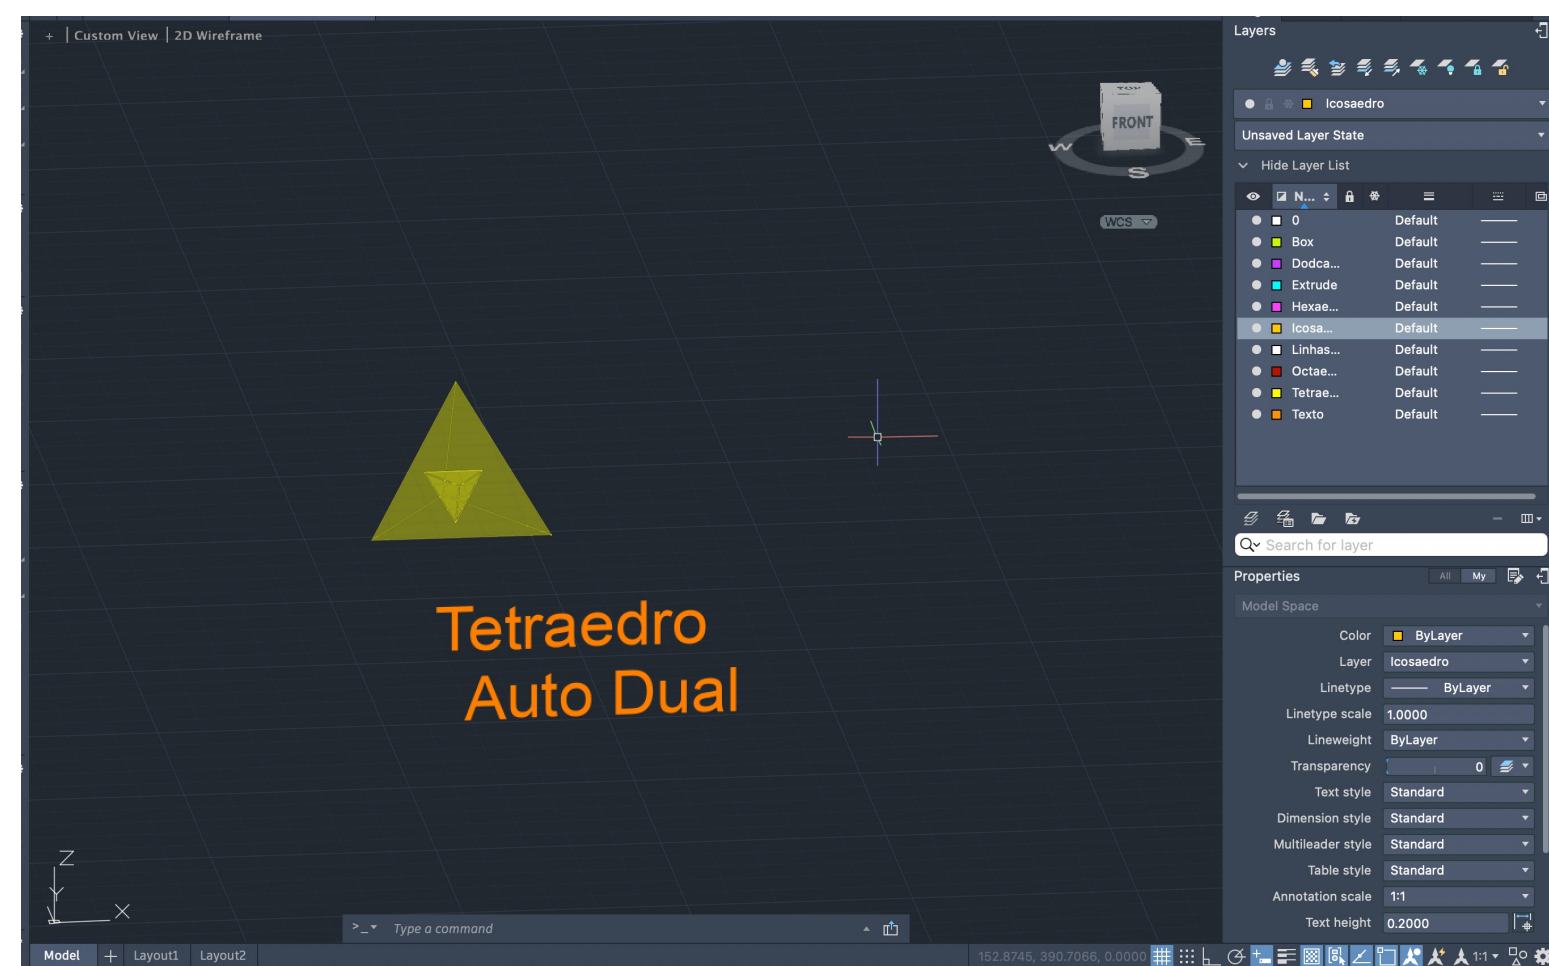 + | Custom View | 2D Wireframe
TOP
FRONT
W
E
S
WCS
Tetraedro
Auto Dual
Z
Y
X
>_ Type a command
Model + Layout1 Layout2
152.8745, 390.7066, 0.0000
1:1
Layers
Icosaedro
Unsaved Layer State
Hide Layer List
N...
0 Default
Box Default
Dodca... Default
Extrude Default
Hexae... Default
Icosa... Default
Linhas... Default
Octae... Default
Tetrae... Default
Texto Default
Search for layer
Properties All My
Model Space
Color ByLayer
Layer Icosaedro
Linetype ByLayer
Linetype scale 1.0000
Lineweight ByLayer
Transparency 0
Text style Standard
Dimension style Standard
Multileader style Standard
Table style Standard
Annotation scale 1:1
Text height 0.2000